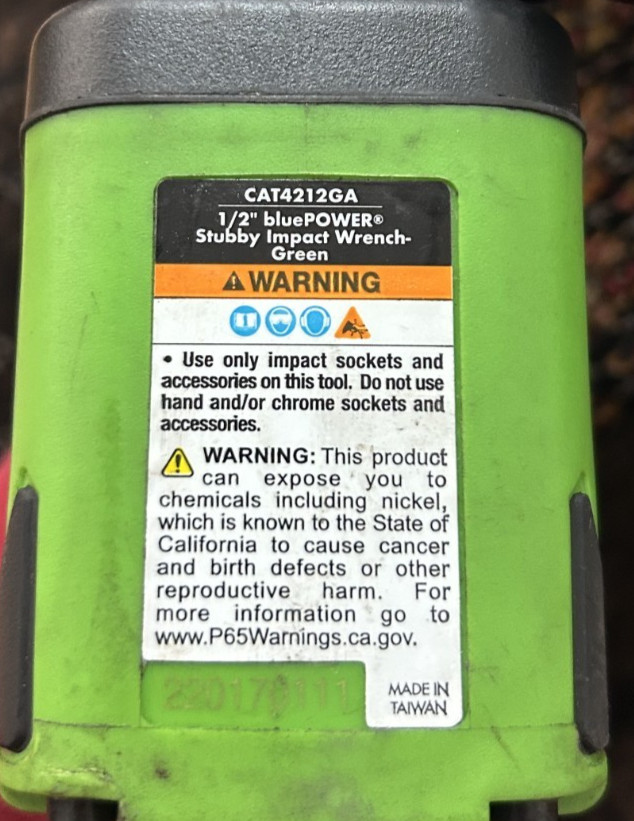 CAT4212GA
1/2" bluePOWER®
Stubby Impact Wrench-
Green
WARNING
• Use only impact sockets and
accessories on this tool. Do not use
hand and/or chrome sockets and
accessories.
WARNING: This product
can expose you to
chemicals including nickel,
which is known to the State of
California to cause cancer
and birth defects or other
reproductive harm. For
more information go to
www.P65Warnings.ca.gov.
MADE IN
TAIWAN